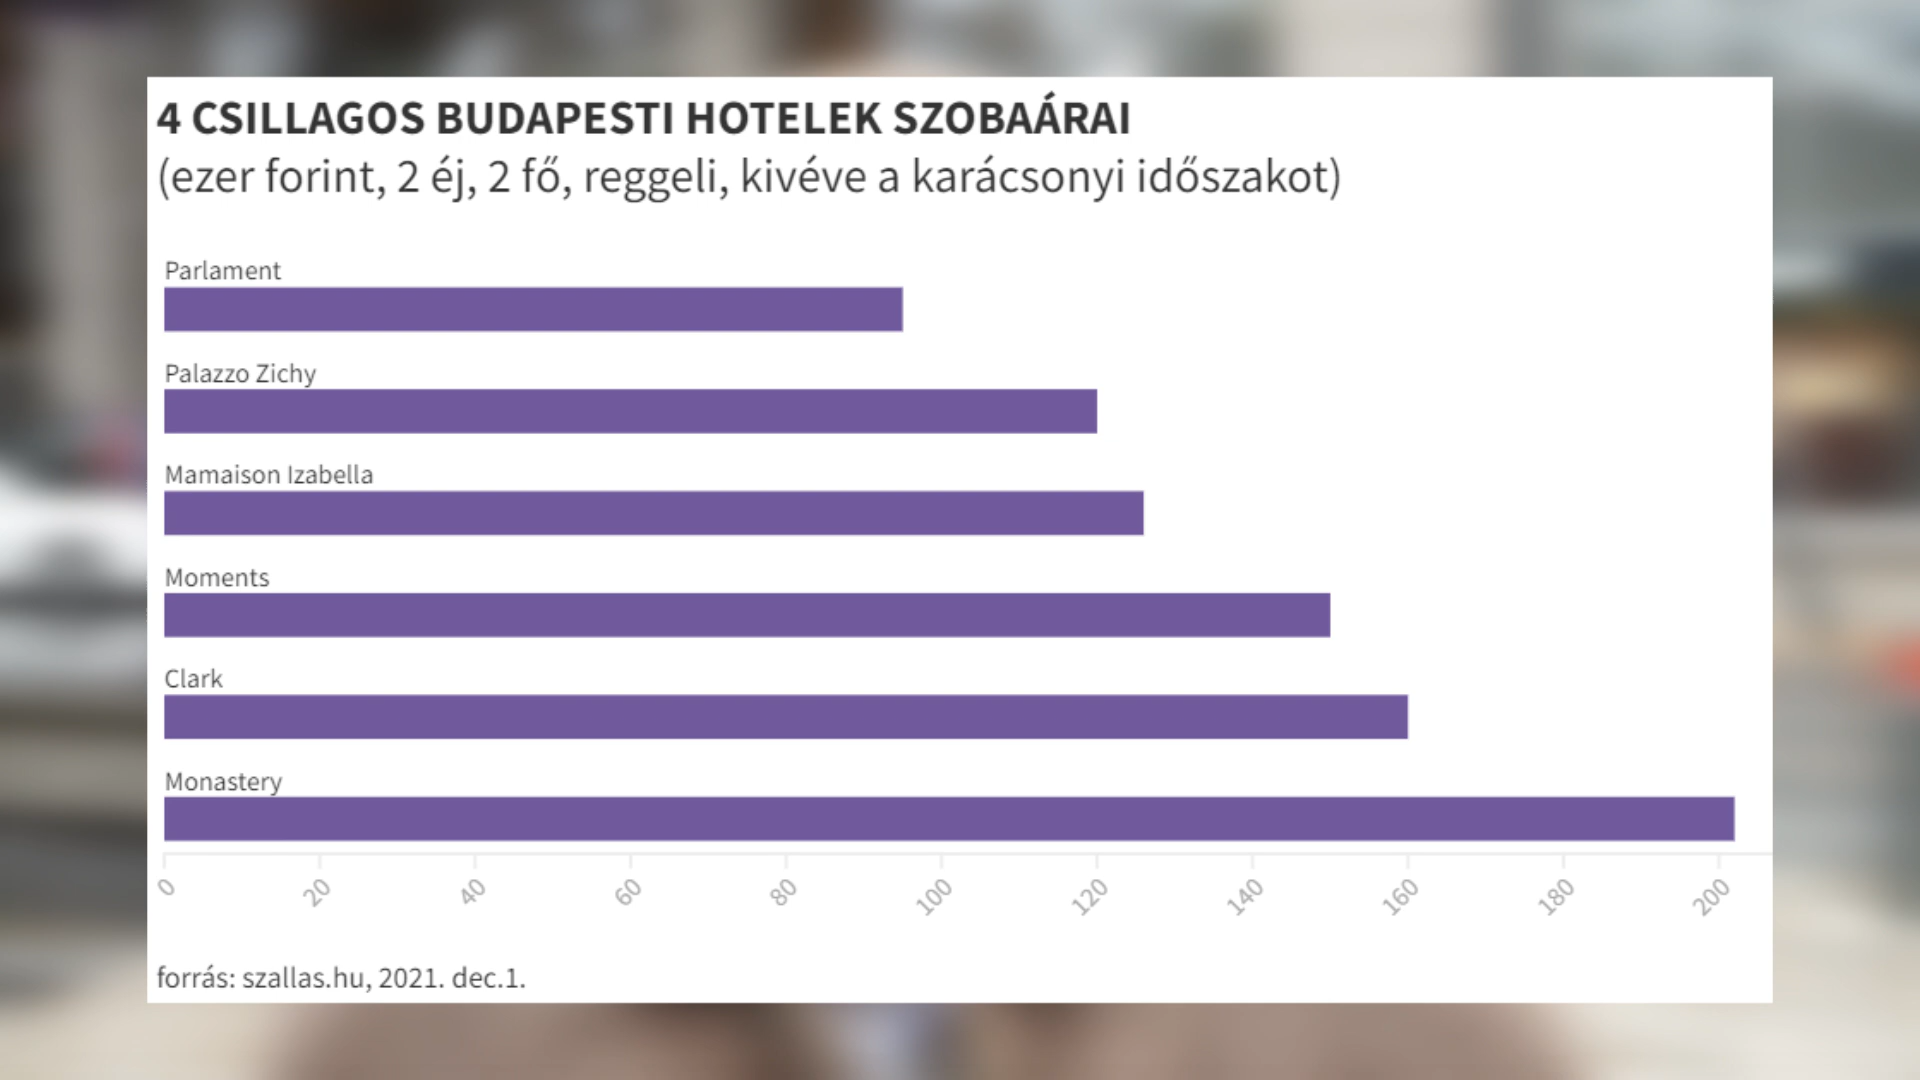 4 CSILLAGOS BUDAPESTI HOTELEK SZOBAÁRAI
(ezer forint, 2 éj, 2 fő, reggeli, kivéve a karácsonyi időszakot)
Parlament
Palazzo Zichy
Mamaison Izabella
Moments
Clark
Monastery
0 20 40 60 80 100 120 140 160 180 200
forrás: szallas.hu, 2021. dec.1.